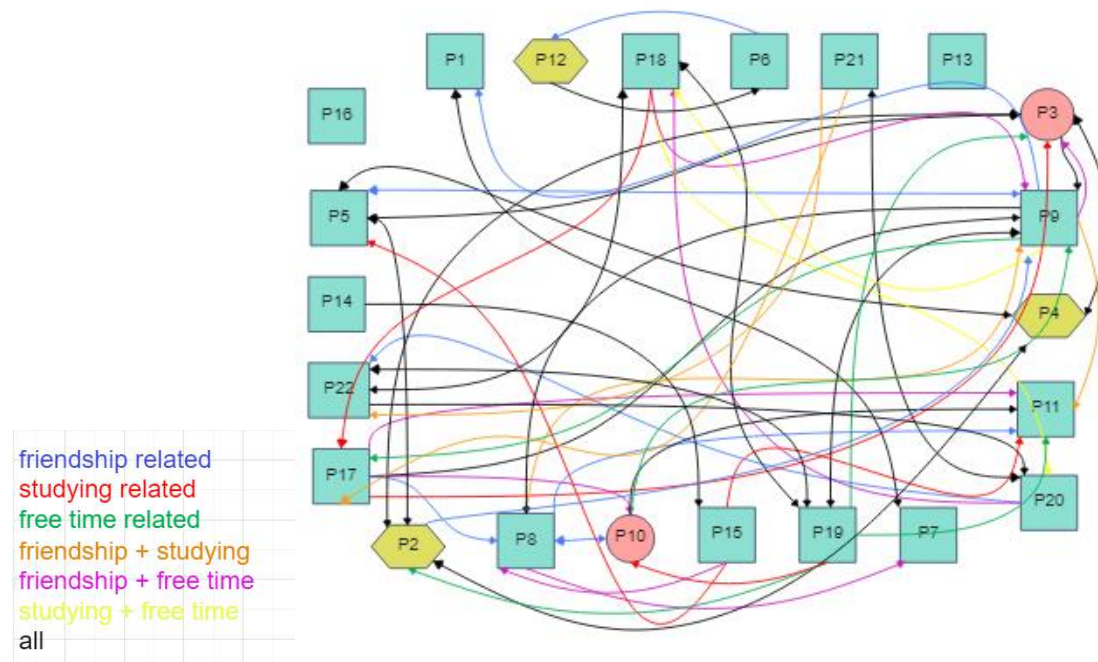 P1
P12
P18
P6
P21
P13
P16
P3
P5
P9
P14
P4
P22
P11
P17
P20
P2
P8
P10
P15
P19
P7
friendship related
studying related
free time related
friendship + studying
friendship + free time
studying + free time
all